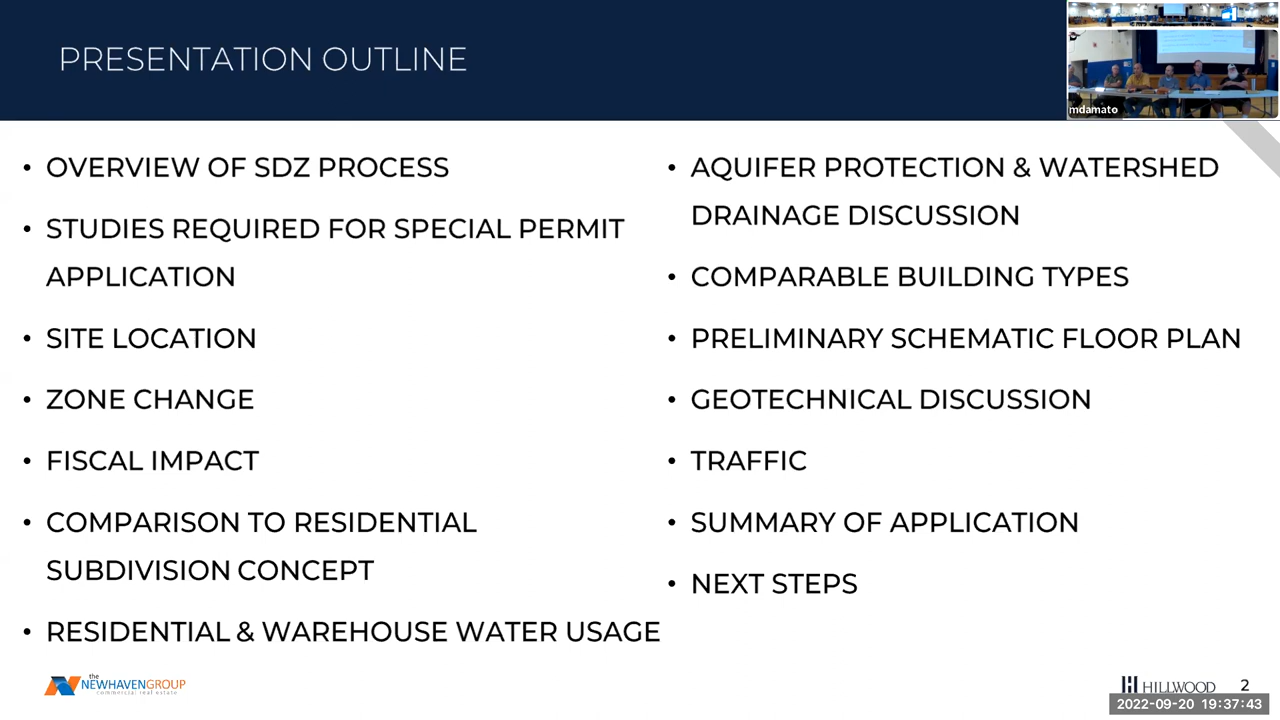 PRESENTATION OUTLINE
mdamato
• OVERVIEW OF SDZ PROCESS
• STUDIES REQUIRED FOR SPECIAL PERMIT
APPLICATION
• SITE LOCATION
• ZONE CHANGE
• FISCAL IMPACT
• COMPARISON TO RESIDENTIAL
SUBDIVISION CONCEPT
• RESIDENTIAL & WAREHOUSE WATER USAGE
• AQUIFER PROTECTION & WATERSHED
DRAINAGE DISCUSSION
• COMPARABLE BUILDING TYPES
• PRELIMINARY SCHEMATIC FLOOR PLAN
• GEOTECHNICAL DISCUSSION
• TRAFFIC
• SUMMARY OF APPLICATION
• NEXT STEPS
the
NEWHAVENGROUP
commercial real estate
HILLWOOD
2
2022-09-20 19:37:43